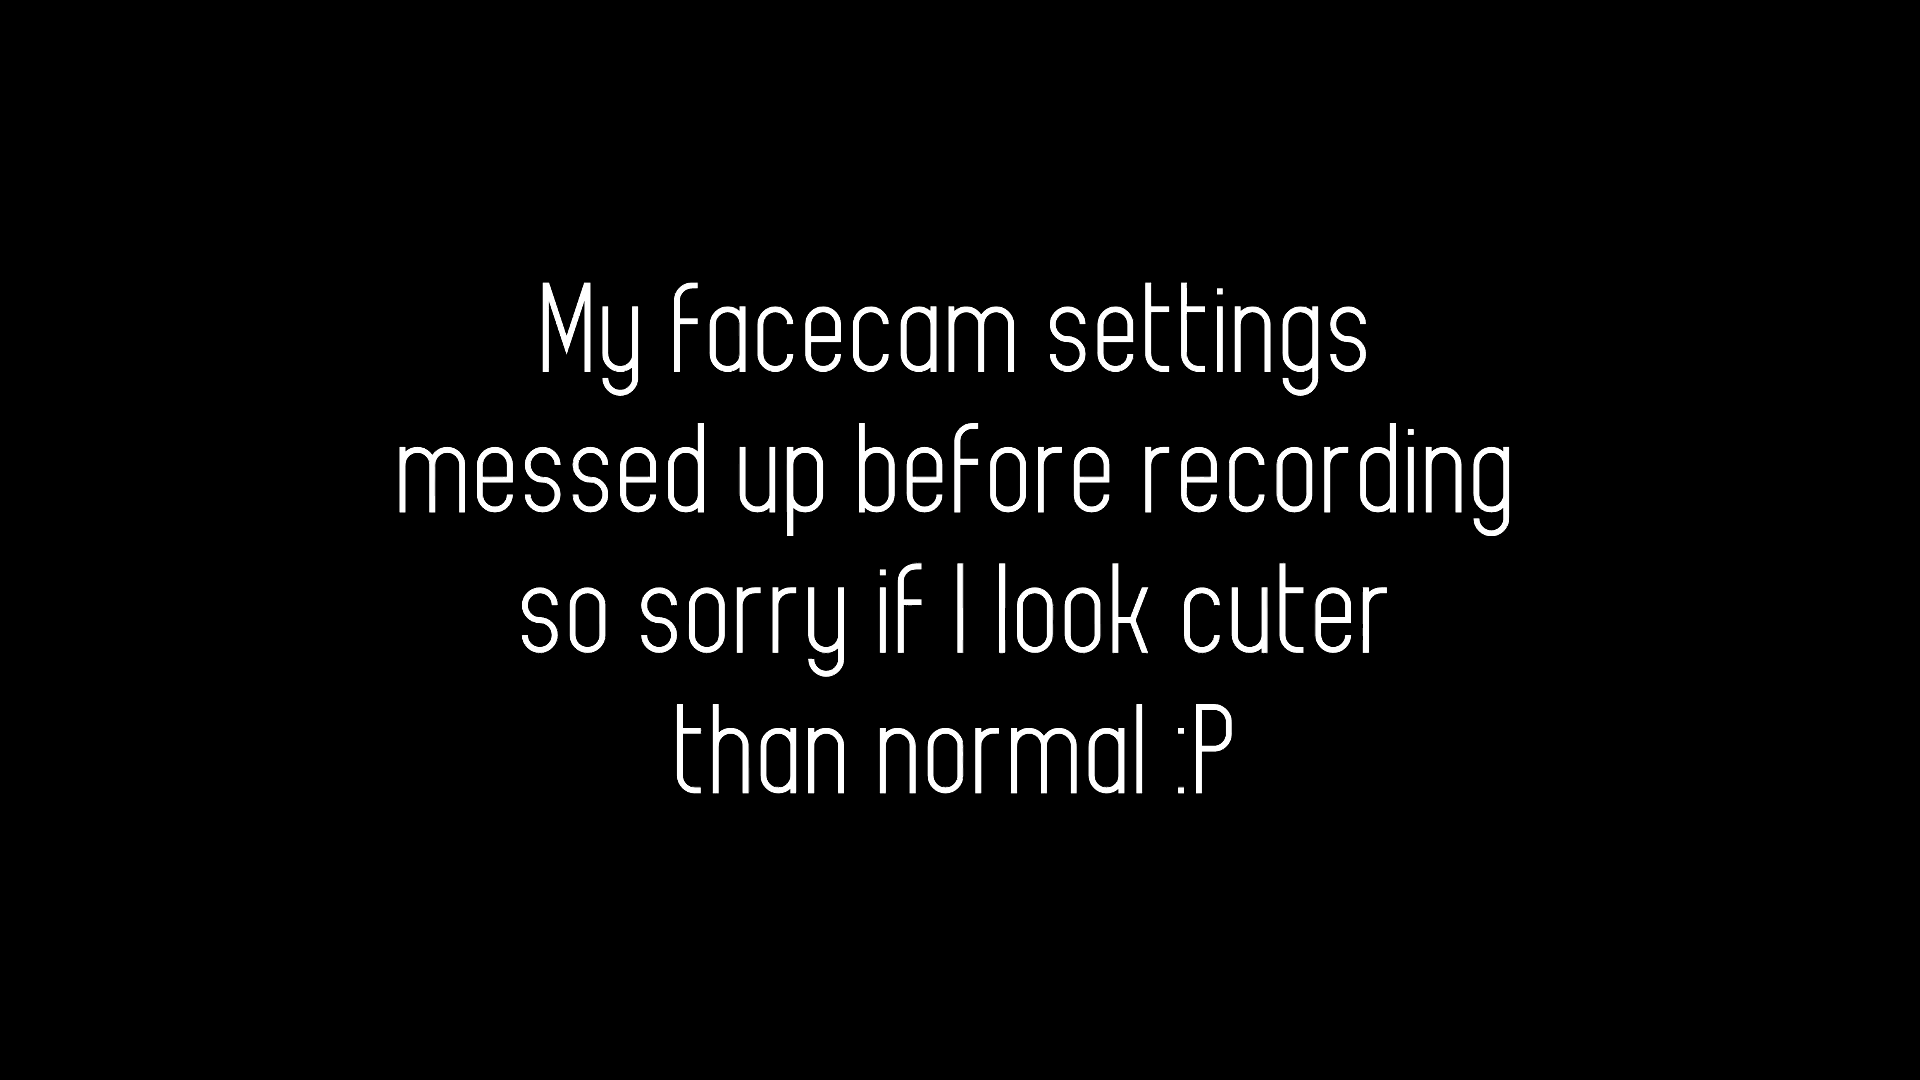 My facecam settings
messed up before recording
so sorry if I look cuter
than normal :P